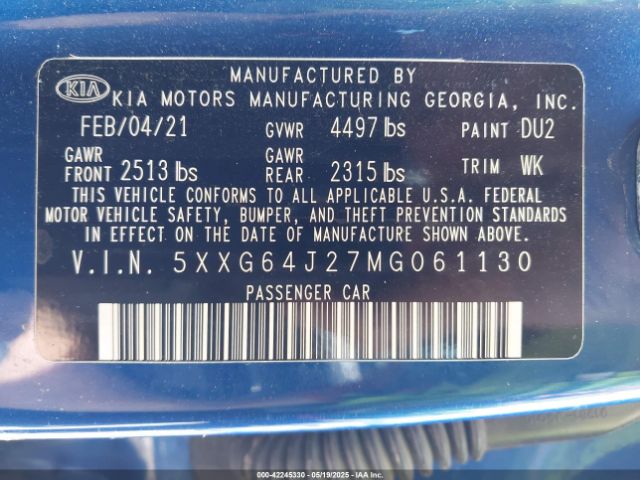 MANUFACTURED BY
KIA KIA MOTORS MANUFACTURING GEORGIA, INC.
FEB/04/21 GVWR 4497 lbs PAINT DU2
GAWR FRONT 2513 lbs GAWR REAR 2315 lbs TRIM WK
THIS VEHICLE CONFORMS TO ALL APPLICABLE U.S.A. FEDERAL
MOTOR VEHICLE SAFETY, BUMPER, AND THEFT PREVENTION STANDARDS
IN EFFECT ON THE DATE OF MANUFACTURE SHOWN ABOVE.
V.I.N. 5XXG64J27MG061130
PASSENGER CAR
000-42245330 - 05/19/2025 - IAA, Inc.